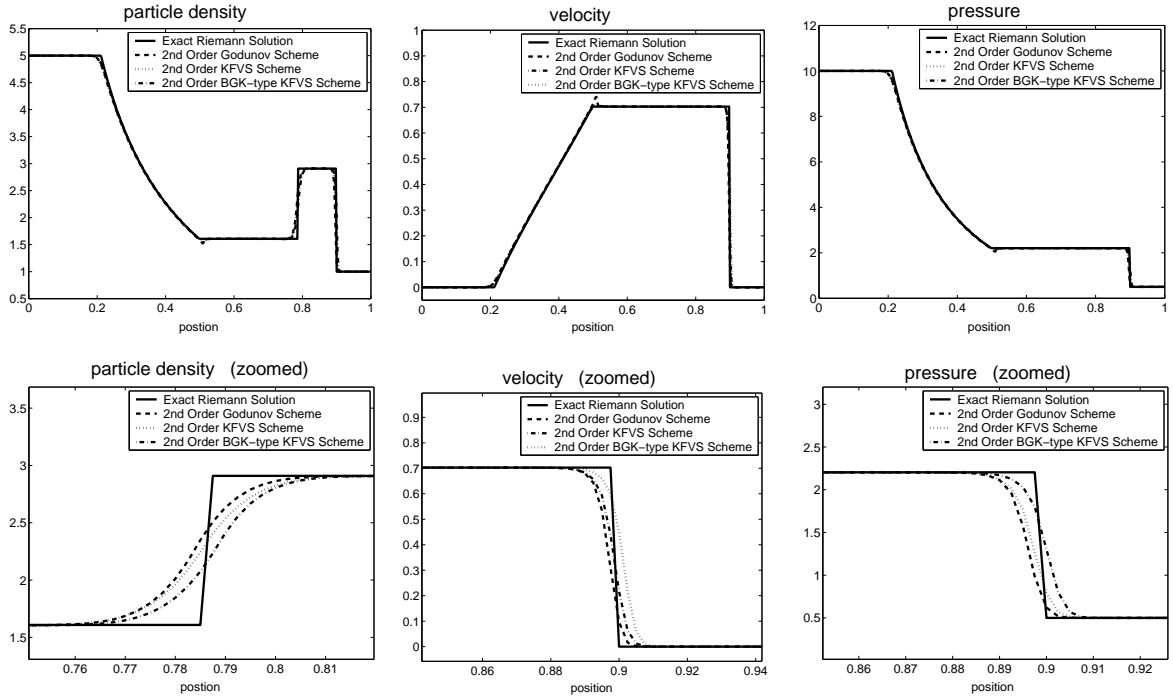 particle density
5.5
5
4.5
4
3.5
3
2.5
2
1.5
1
0.5
0 0.2 0.4 0.6 0.8 1
postion
Exact Riemann Solution
2nd Order Godunov Scheme
2nd Order KFVS Scheme
2nd Order BGK−type KFVS Scheme
velocity
1
0.9
0.8
0.7
0.6
0.5
0.4
0.3
0.2
0.1
0
0 0.2 0.4 0.6 0.8 1
position
Exact Riemann Solution
2nd Order Godunov Scheme
2nd Order KFVS Scheme
2nd Order BGK−type KFVS Scheme
pressure
12
10
8
6
4
2
0
0 0.2 0.4 0.6 0.8 1
postion
Exact Riemann Solution
2nd Order Godunov Scheme
2nd Order KFVS Scheme
2nd Order BGK−type KFVS Scheme
particle density (zoomed)
3.5
3
2.5
2
1.5
0.76 0.77 0.78 0.79 0.8 0.81
postion
Exact Riemann Solution
2nd Order Godunov Scheme
2nd Order KFVS Scheme
2nd Order BGK−type KFVS Scheme
velocity (zoomed)
0.9
0.8
0.7
0.6
0.5
0.4
0.3
0.2
0.1
0
0.86 0.88 0.9 0.92 0.94
postion
Exact Riemann Solution
2nd Order Godunov Scheme
2nd Order KFVS Scheme
2nd Order BGK−type KFVS Scheme
pressure (zoomed)
3
2.5
2
1.5
1
0.5
0.86 0.87 0.88 0.89 0.9 0.91 0.92
postion
Exact Riemann Solution
2nd Order Godunov Scheme
2nd Order KFVS Scheme
2nd Order BGK−type KFVS Scheme